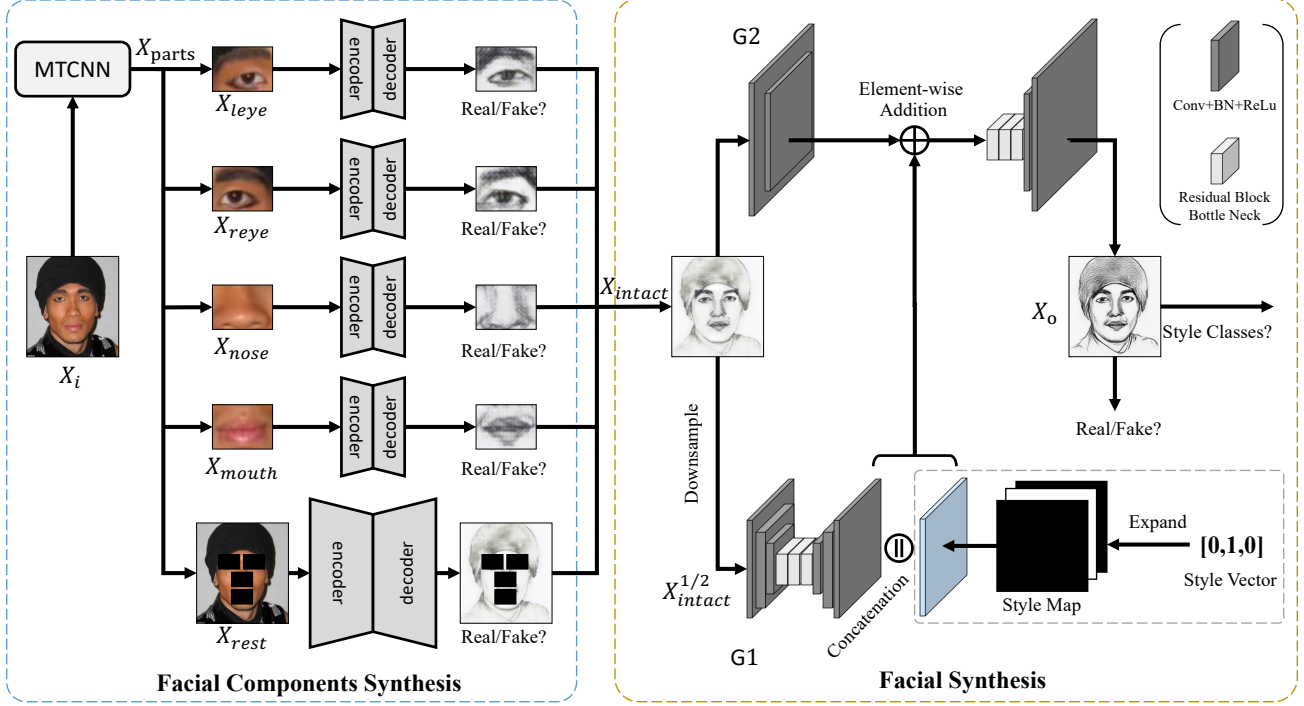 MTCNN
X_parts
X_leye
encoder
decoder
Real/Fake?
X_reye
encoder
decoder
Real/Fake?
X_i
X_nose
encoder
decoder
Real/Fake?
X_mouth
encoder
decoder
Real/Fake?
X_rest
encoder
decoder
Real/Fake?
Facial Components Synthesis
X_intact
G2
Element-wise
Addition
Conv+BN+ReLu
Residual Block
Bottle Neck
X_o
Style Classes?
Real/Fake?
Downsample
X_intact^1/2
G1
||
Concatenation
Style Map
Expand
[0,1,0]
Style Vector
Facial Synthesis